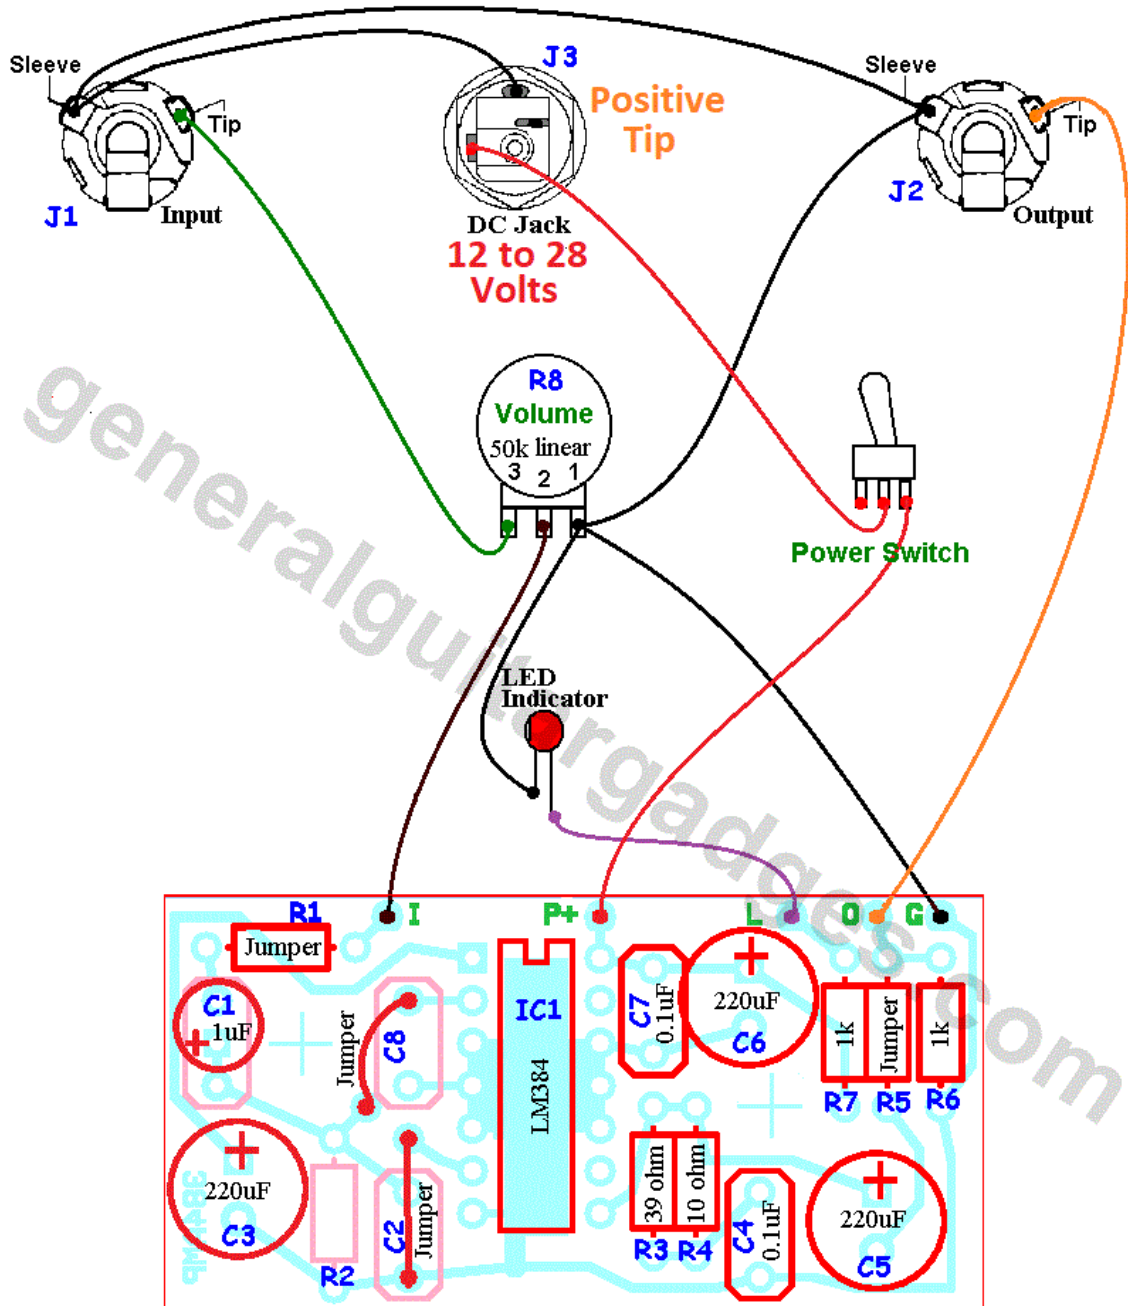 J3
Sleeve
Sleeve
Positive
Tip
Tip
Tip
J1
Input
J2
Output
DC Jack
12 to 28
Volts
R8
Volume
50k linear
3 2 1
Power Switch
LED
Indicator
generalguitargadges.com
R1
I
P+
L
O
G
Jumper
C1
1uF
Jumper
C8
IC1
LM384
C7
0.1uF
220uF
C6
1k
Jumper
1k
R7
R5
R6
220uF
C3
R2
C2
Jumper
39 ohm
10 ohm
R3
R4
C4
0.1uF
220uF
C5